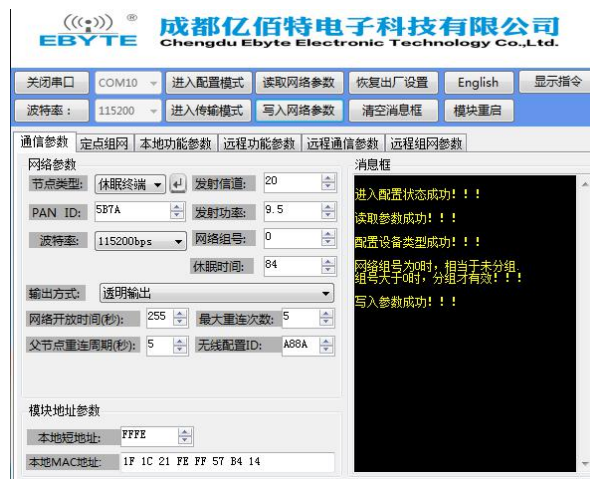 ((·)) ®
EBYTE
成都亿佰特电子科技有限公司
Chengdu Ebyte Electronic Technology Co.,Ltd.
关闭串口 COM10 进入配置模式 读取网络参数 恢复出厂设置 English 显示指令
波特率： 115200 进入传输模式 写入网络参数 清空消息框 模块重启
通信参数 定点组网 本地功能参数 远程功能参数 远程通信参数 远程组网参数
网络参数
节点类型: 休眠终端 发射信道: 20
PAN ID: 5B7A 发射功率: 9.5
波特率: 115200bps 网络组号: 0
休眠时间: 84
输出方式: 透明输出
网络开放时间(秒): 255 最大重连次数: 5
父节点重连周期(秒): 5 无线配置ID: A88A
模块地址参数
本地短地址: FFFE
本地MAC地址: 1F 1C 21 FE FF 57 B4 14
消息框
进入配置状态成功！！！
读取参数成功！！！
配置设备类型成功！！！
网络组号为0时，相当于未分组，
组号大于0时，分组才有效！！！
写入参数成功！！！